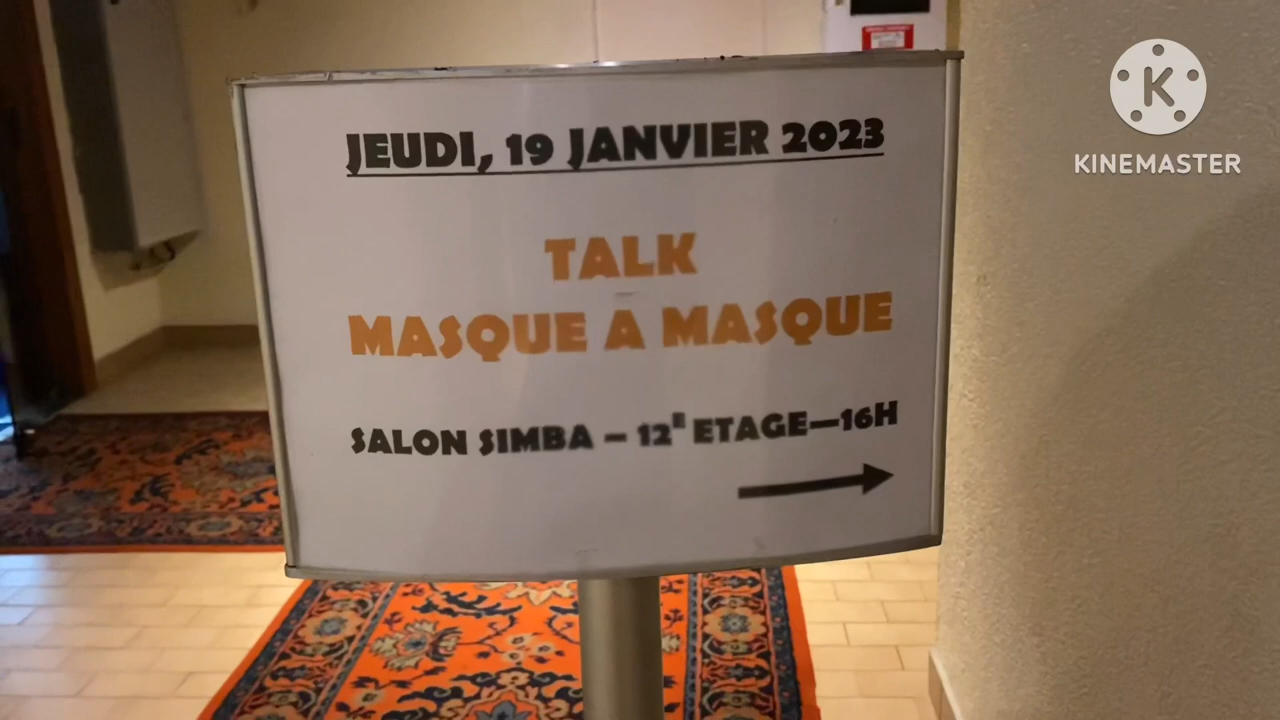 JEUDI, 19 JANVIER 2023
TALK
MASQUE A MASQUE
SALON SIMBA – 12E ETAGE—16H
K
KINEMASTER